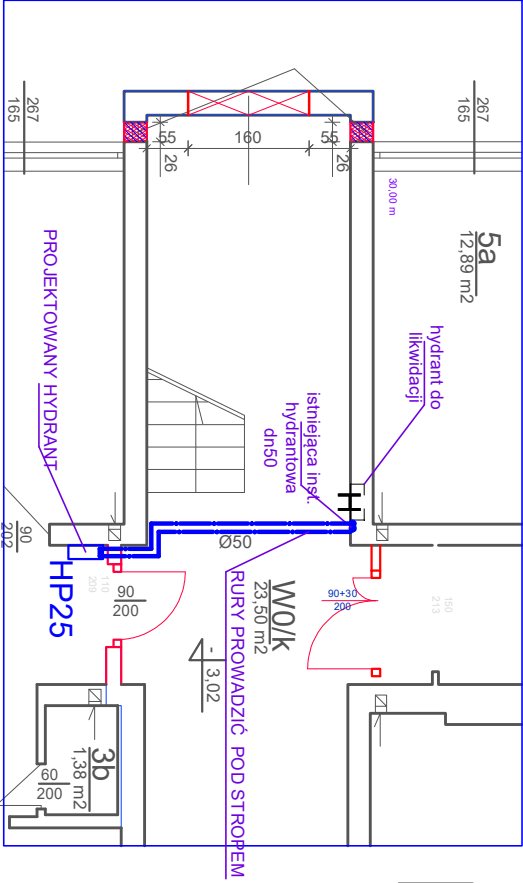 267
165
267
165
55
160
55
26
26
30,00 m
5a
12,89 m2
hydrant do
likwidacji
PROJEKTOWANY HYDRANT
istniejąca inst.
hydrantowa
dn50
Ø50
90
202
HP25
110
209
90
200
W0/k
23,50 m2
90+30
200
150
213
RURY PROWADZIĆ POD STROPEM
-
3,02
3b
1,38 m2
60
200